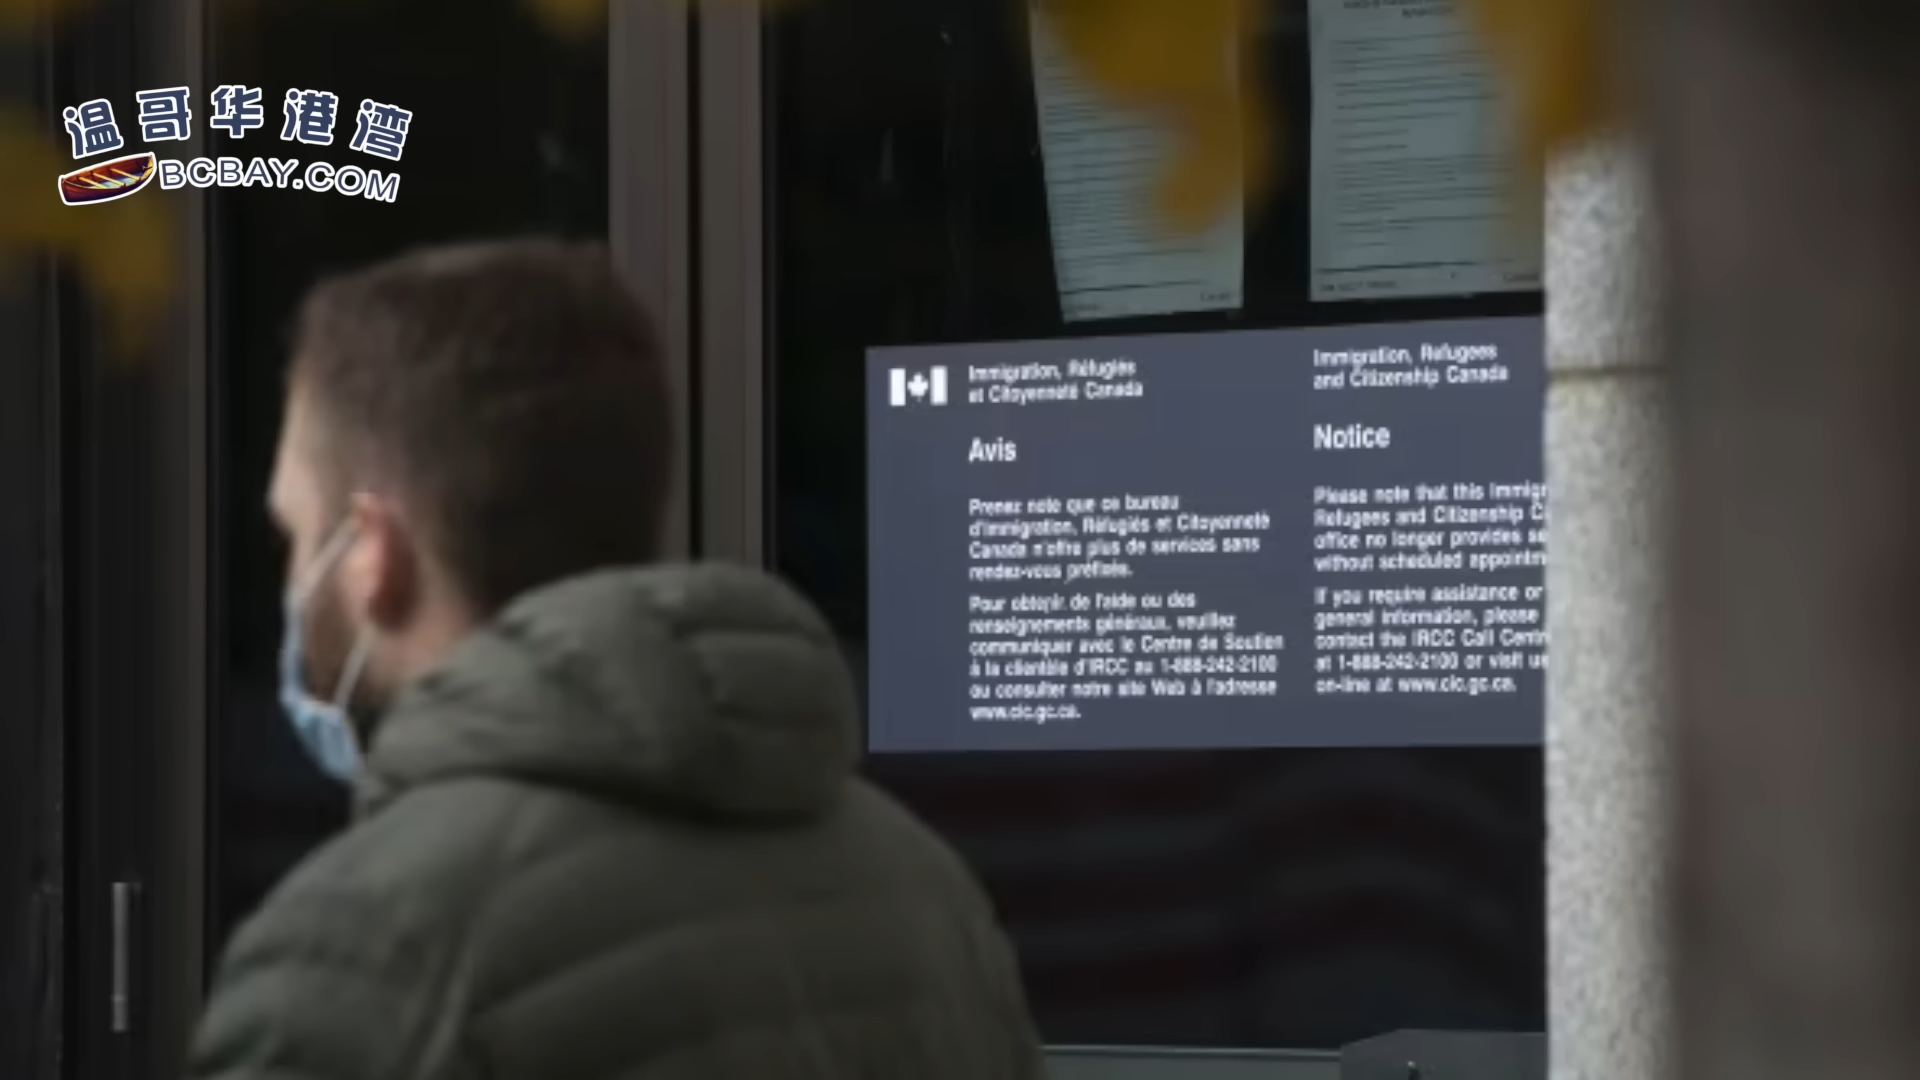 温哥华港湾
BCBAY.COM
Immigration, Réfugiés
et Citoyenneté Canada
Avis
Prenez note que ce bureau
d'Immigration, Réfugiés et Citoyenneté
Canada n'offre plus de services sans
rendez-vous préfixés.
Pour obtenir de l'aide ou des
renseignements généraux, veuillez
communiquer avec le Centre de Soutien
à la clientèle d'IRCC au 1-888-242-2100
ou consulter notre site Web à l'adresse
www.cic.gc.ca.
Immigration, Refugees
and Citizenship Canada
Notice
Please note that this Immigr
Refugees and Citizenship C
office no longer provides se
without scheduled appointm
If you require assistance or
general information, please
contact the IRCC Call Centr
at 1-888-242-2100 or visit us
on-line at www.cic.gc.ca.